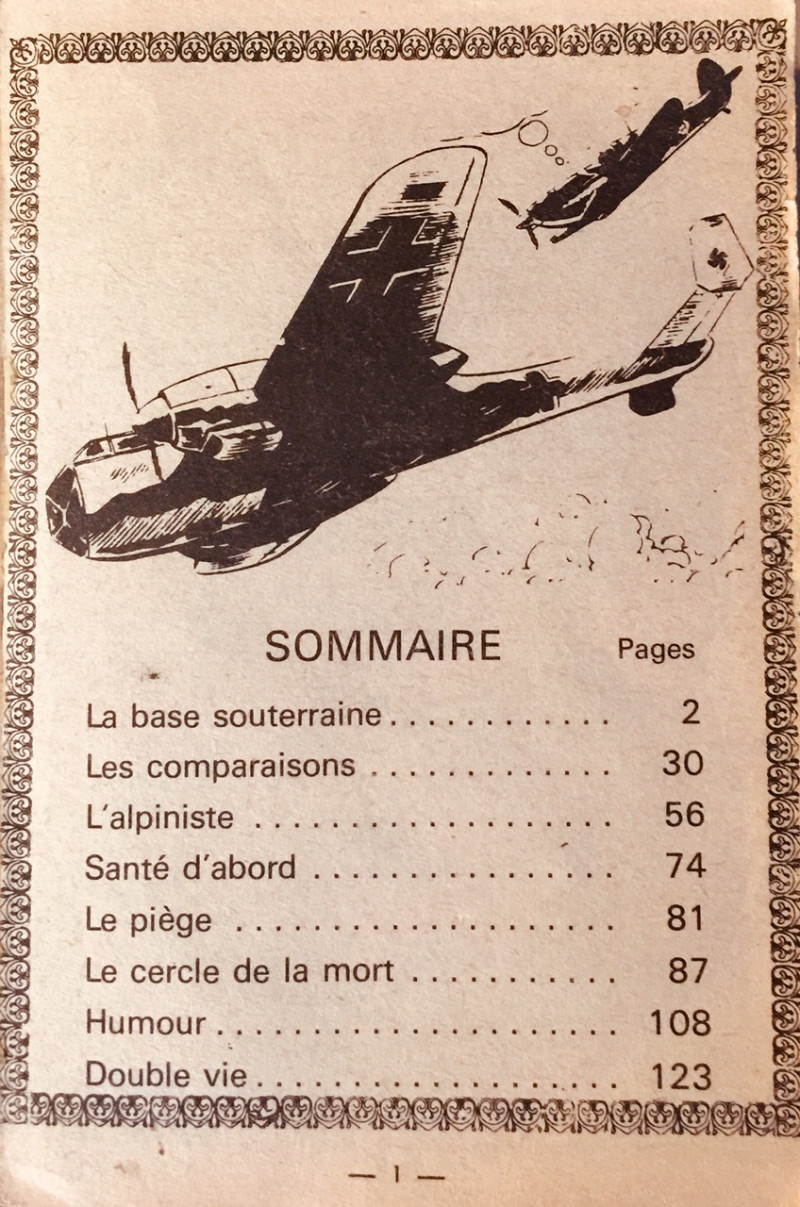 SOMMAIRE Pages
La base souterraine............ 2
Les comparaisons ............. 30
L'alpiniste ................... 56
Santé d'abord ................ 74
Le piège .................... 81
Le cercle de la mort ........... 87
Humour..................... 108
Double vie................... 123
— 1 —